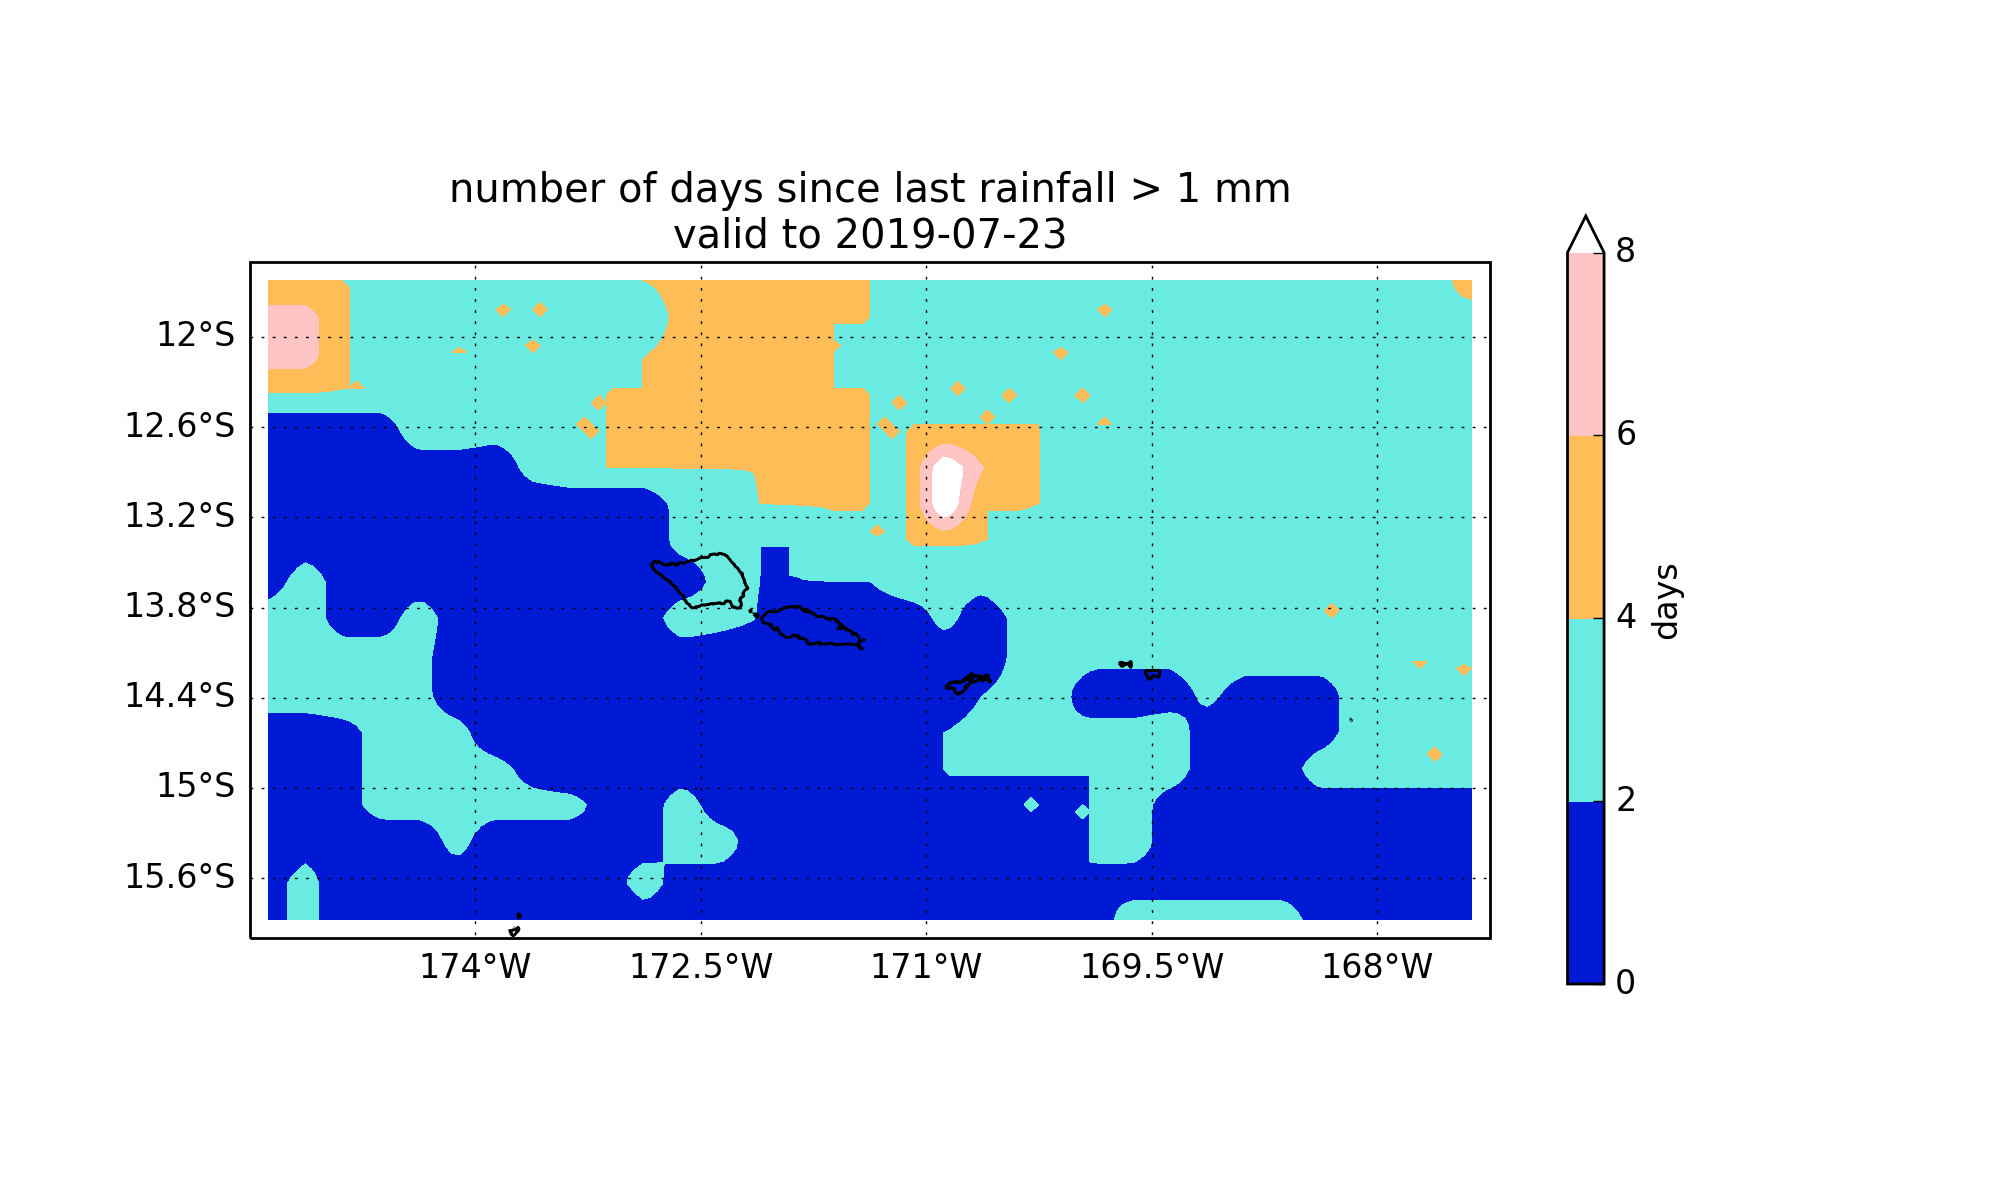 number of days since last rainfall > 1 mm
valid to 2019-07-23
12°S
12.6°S
13.2°S
13.8°S
14.4°S
15°S
15.6°S
174°W 172.5°W 171°W 169.5°W 168°W
8
6
4
2
0
days